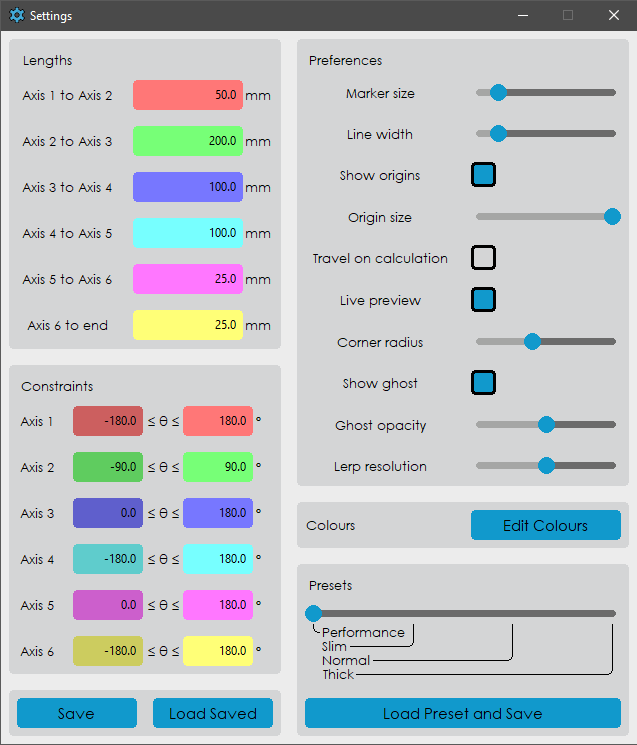 Settings
Lengths
Axis 1 to Axis 2 50.0 mm
Axis 2 to Axis 3 200.0 mm
Axis 3 to Axis 4 100.0 mm
Axis 4 to Axis 5 100.0 mm
Axis 5 to Axis 6 25.0 mm
Axis 6 to end 25.0 mm
Constraints
Axis 1 -180.0 ≤ θ ≤ 180.0 °
Axis 2 -90.0 ≤ θ ≤ 90.0 °
Axis 3 0.0 ≤ θ ≤ 180.0 °
Axis 4 -180.0 ≤ θ ≤ 180.0 °
Axis 5 0.0 ≤ θ ≤ 180.0 °
Axis 6 -180.0 ≤ θ ≤ 180.0 °
Save Load Saved
Preferences
Marker size
Line width
Show origins
Origin size
Travel on calculation
Live preview
Corner radius
Show ghost
Ghost opacity
Lerp resolution
Colours Edit Colours
Presets
Performance
Slim
Normal
Thick
Load Preset and Save